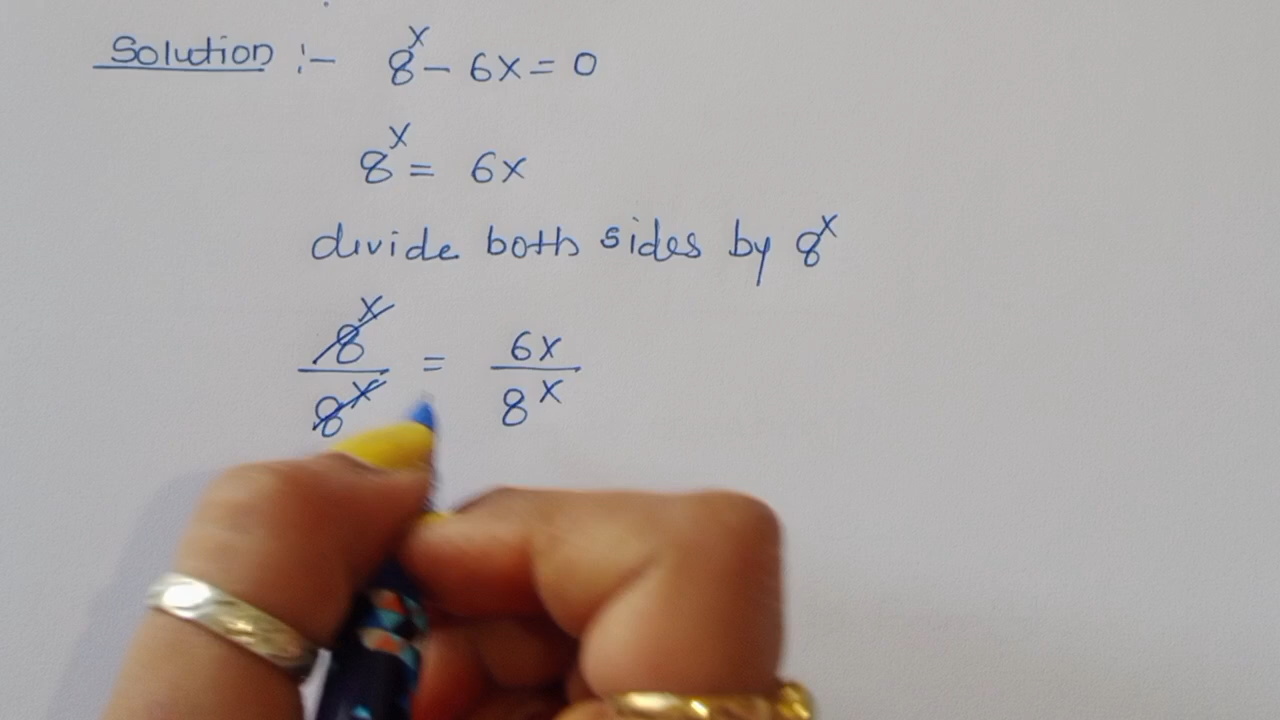 Solution :- 8^x - 6x = 0
8^x = 6x
divide both sides by 8^x
8^x/8^x = 6x/8^x